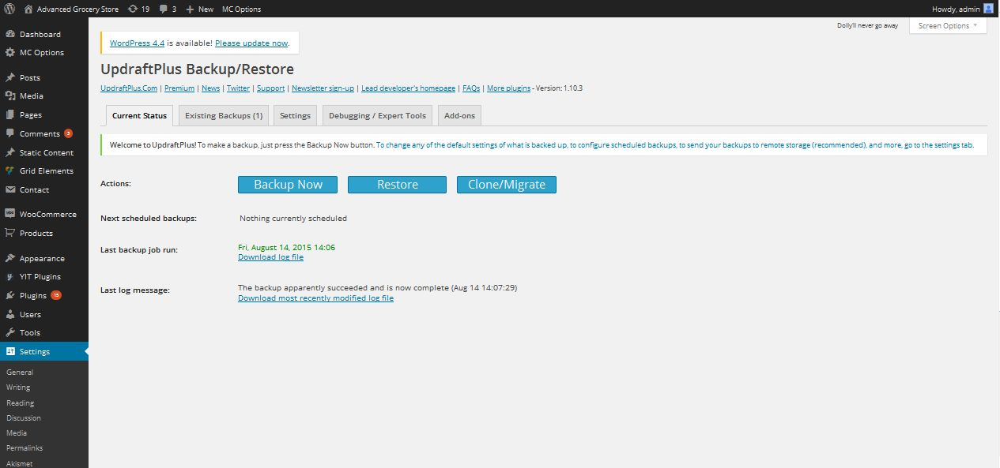 Advanced Grocery Store 19 3 + New MC Options Howdy, admin
Dashboard
MC Options
Posts
Media
Pages
Comments 3
Static Content
Grid Elements
Contact
WooCommerce
Products
Appearance
YIT Plugins
Plugins 15
Users
Tools
Settings
General
Writing
Reading
Discussion
Media
Permalinks
Akismet
Dolly'll never go away
Screen Options
WordPress 4.4 is available! Please update now.
UpdraftPlus Backup/Restore
UpdraftPlus.Com | Premium | News | Twitter | Support | Newsletter sign-up | Lead developer's homepage | FAQs | More plugins - Version: 1.10.3
Current Status Existing Backups (1) Settings Debugging / Expert Tools Add-ons
Welcome to UpdraftPlus! To make a backup, just press the Backup Now button. To change any of the default settings of what is backed up, to configure scheduled backups, to send your backups to remote storage (recommended), and more, go to the settings tab.
Actions: Backup Now Restore Clone/Migrate
Next scheduled backups: Nothing currently scheduled
Last backup job run: Fri, August 14, 2015 14:06
Download log file
Last log message: The backup apparently succeeded and is now complete (Aug 14 14:07:29)
Download most recently modified log file